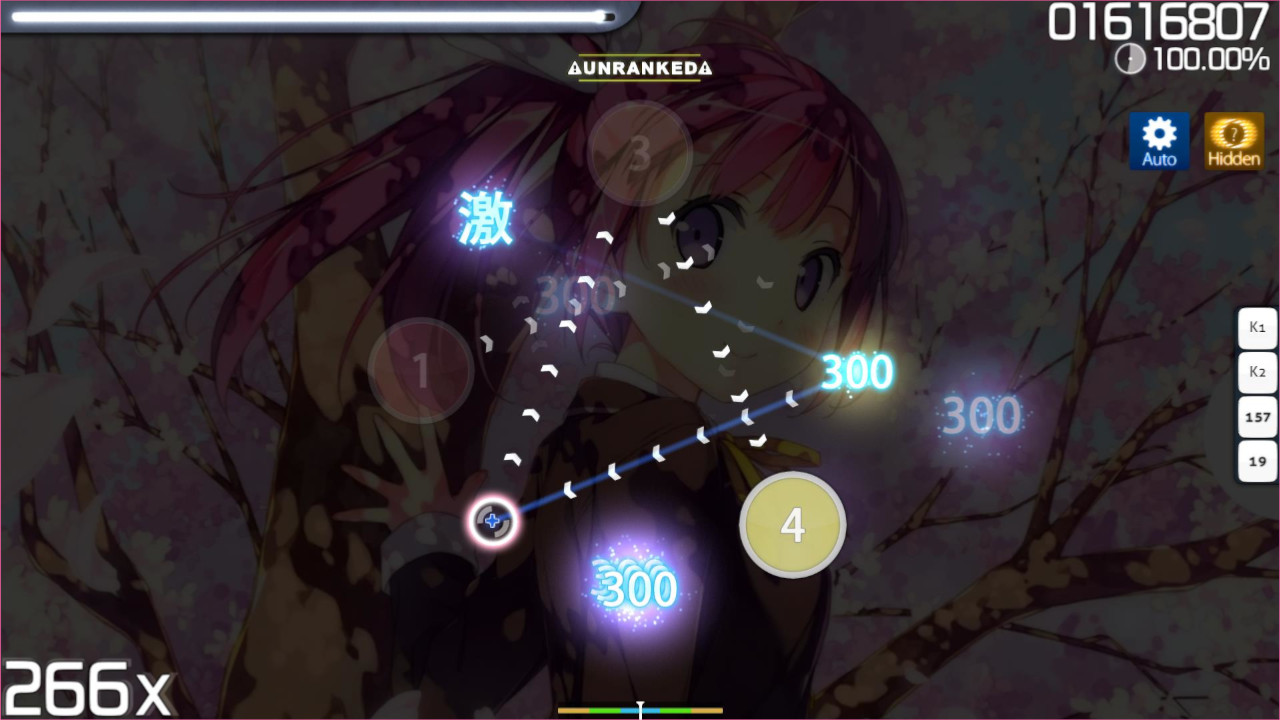 01616807
⚠UNRANKED⚠
100.00%
3
Auto
Hidden
激
300
1
300
300
K1
K2
157
19
4
300
266x